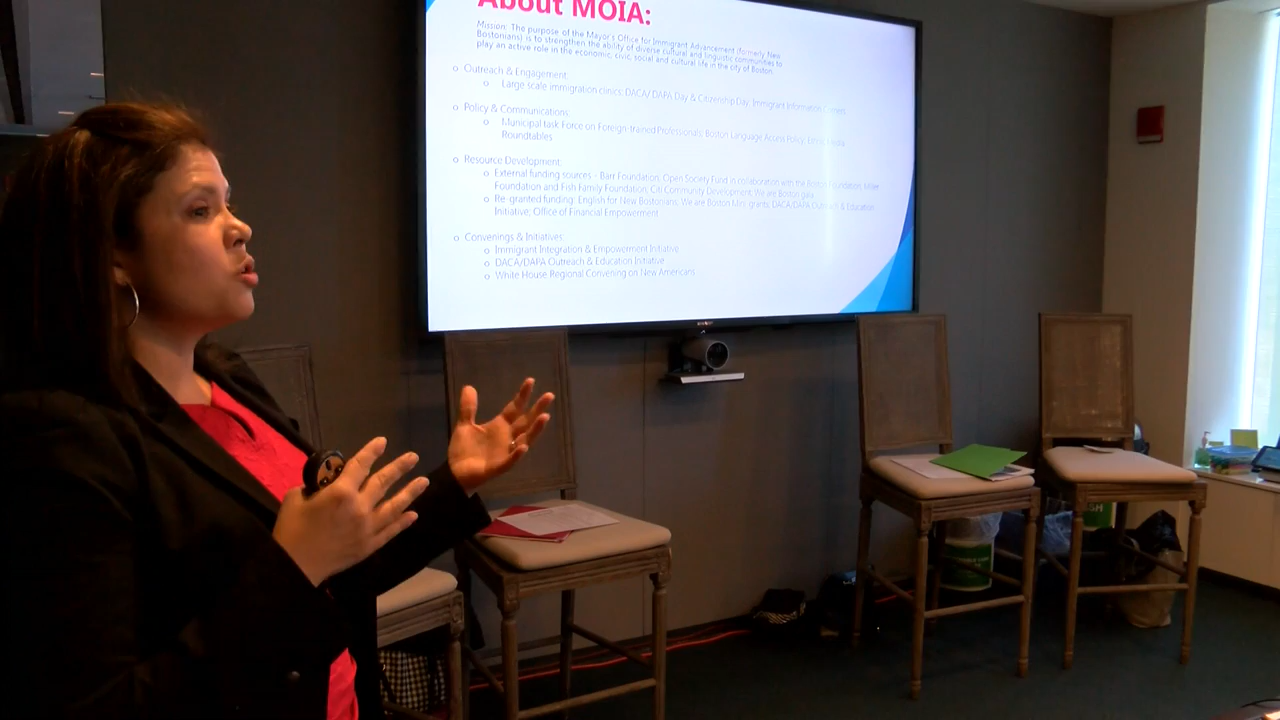 About MOIA:
Mission: The purpose of the Mayor's Office for Immigrant Advancement (formerly New
Bostonians) is to strengthen the ability of diverse cultural and linguistic communities to
play an active role in the economic, civic, social and cultural life in the city of Boston.
o Outreach & Engagement:
o Large scale immigration clinics: DACA/ DAPA Day & Citizenship Day; Immigrant Information Corners
o Policy & Communications:
o Municipal task Force on Foreign-trained Professionals; Boston Language Access Policy; Ethnic Media
Roundtables
o Resource Development:
o External funding sources – Barr Foundation; Open Society Fund in collaboration with the Boston Foundation, Miller
Foundation and Fish Family Foundation; Citi Community Development; We are Boston gala
o Re-granted funding: English for New Bostonians; We are Boston Mini grants; DACA/DAPA Outreach & Education
Initiative; Office of Financial Empowerment
o Convenings & Initiatives:
o Immigrant Integration & Empowerment Initiative
o DACA/DAPA Outreach & Education Initiative
o White House Regional Convening on New Americans